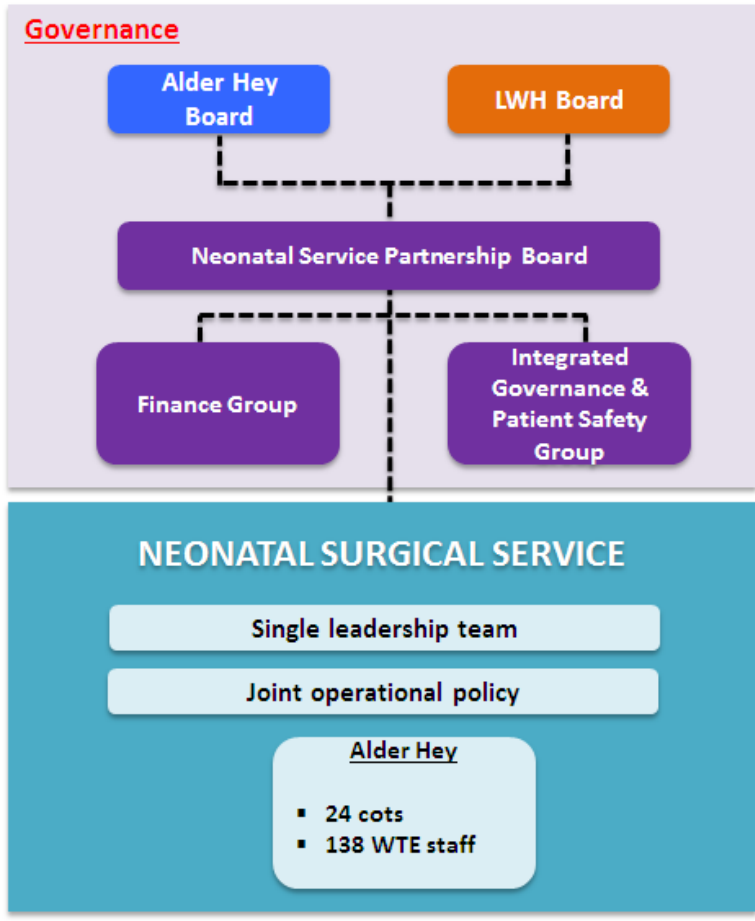 Governance
Alder Hey
Board
LWH Board
Neonatal Service Partnership Board
Finance Group
Integrated
Governance &
Patient Safety
Group
NEONATAL SURGICAL SERVICE
Single leadership team
Joint operational policy
Alder Hey
▪ 24 cots
▪ 138 WTE staff